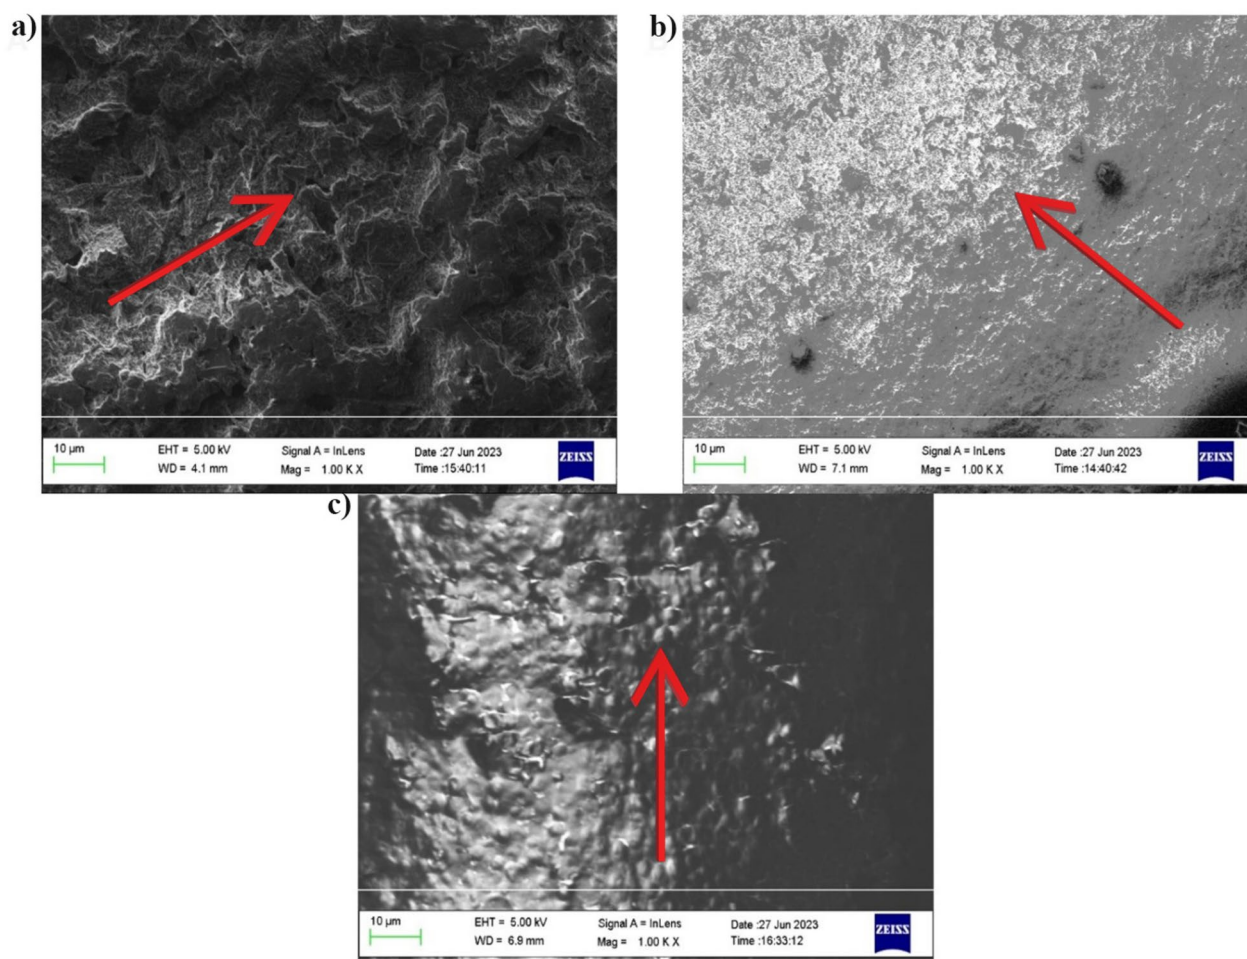 a)
10 µm
EHT = 5.00 kV
WD = 4.1 mm
Signal A = InLens
Mag = 1.00 K X
Date :27 Jun 2023
Time :15:40:11
ZEISS
b)
10 µm
EHT = 5.00 kV
WD = 7.1 mm
Signal A = InLens
Mag = 1.00 K X
Date :27 Jun 2023
Time :14:40:42
ZEISS
c)
10 µm
EHT = 5.00 kV
WD = 6.9 mm
Signal A = InLens
Mag = 1.00 K X
Date :27 Jun 2023
Time :16:33:12
ZEISS